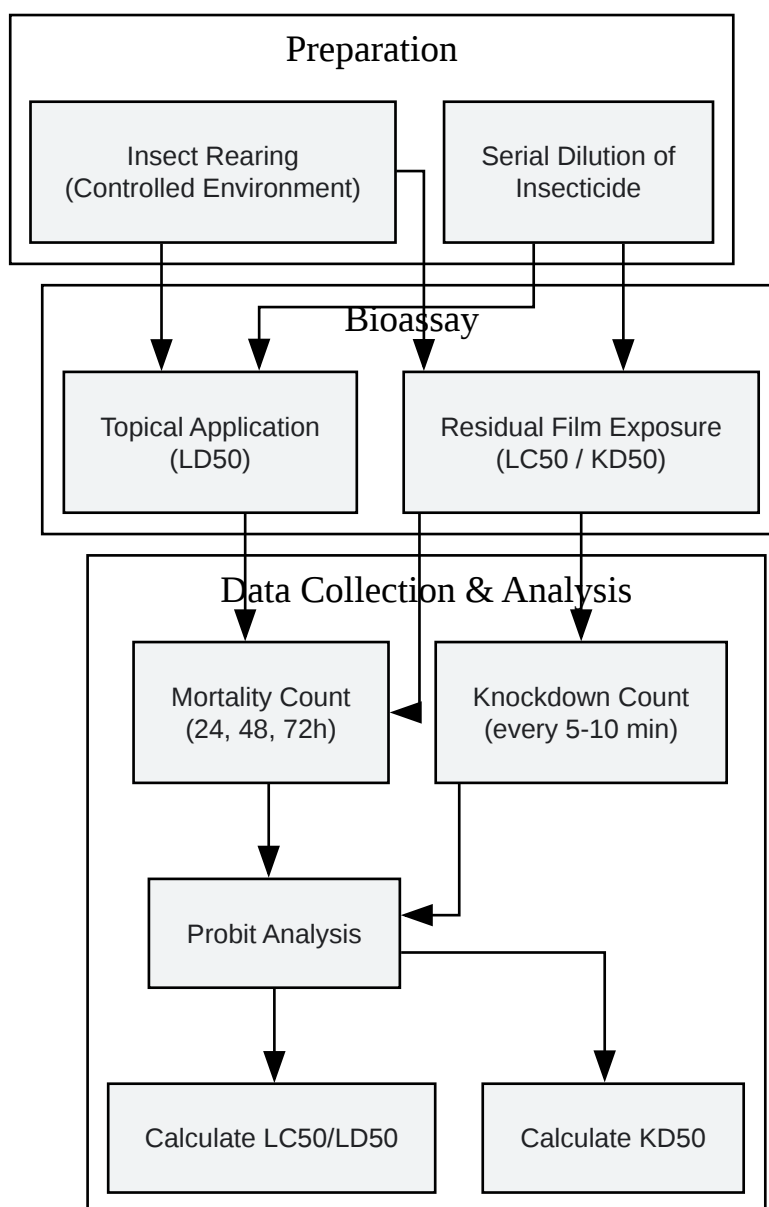 Preparation
Insect Rearing
(Controlled Environment)
Serial Dilution of
Insecticide
Bioassay
Topical Application
(LD50)
Residual Film Exposure
(LC50 / KD50)
Data Collection & Analysis
Mortality Count
(24, 48, 72h)
Knockdown Count
(every 5-10 min)
Probit Analysis
Calculate LC50/LD50
Calculate KD50